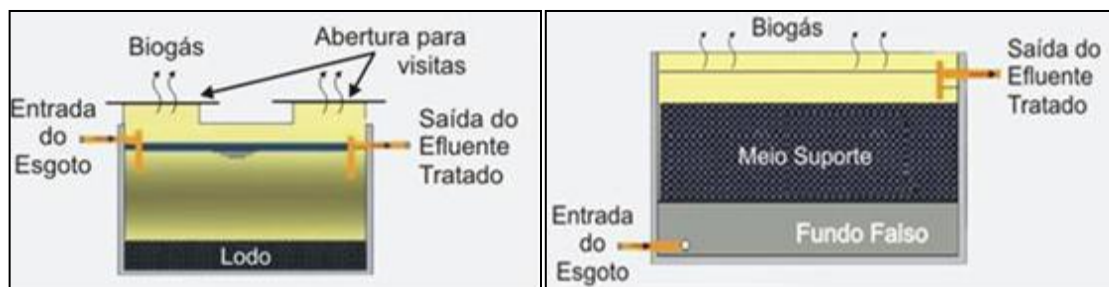 Biogás
Abertura para
visitas
Entrada
do
Esgoto
Saída do
Efluente
Tratado
Lodo
Biogás
Saída do
Efluente
Tratado
Meio Suporte
Entrada
do
Esgoto
Fundo Falso